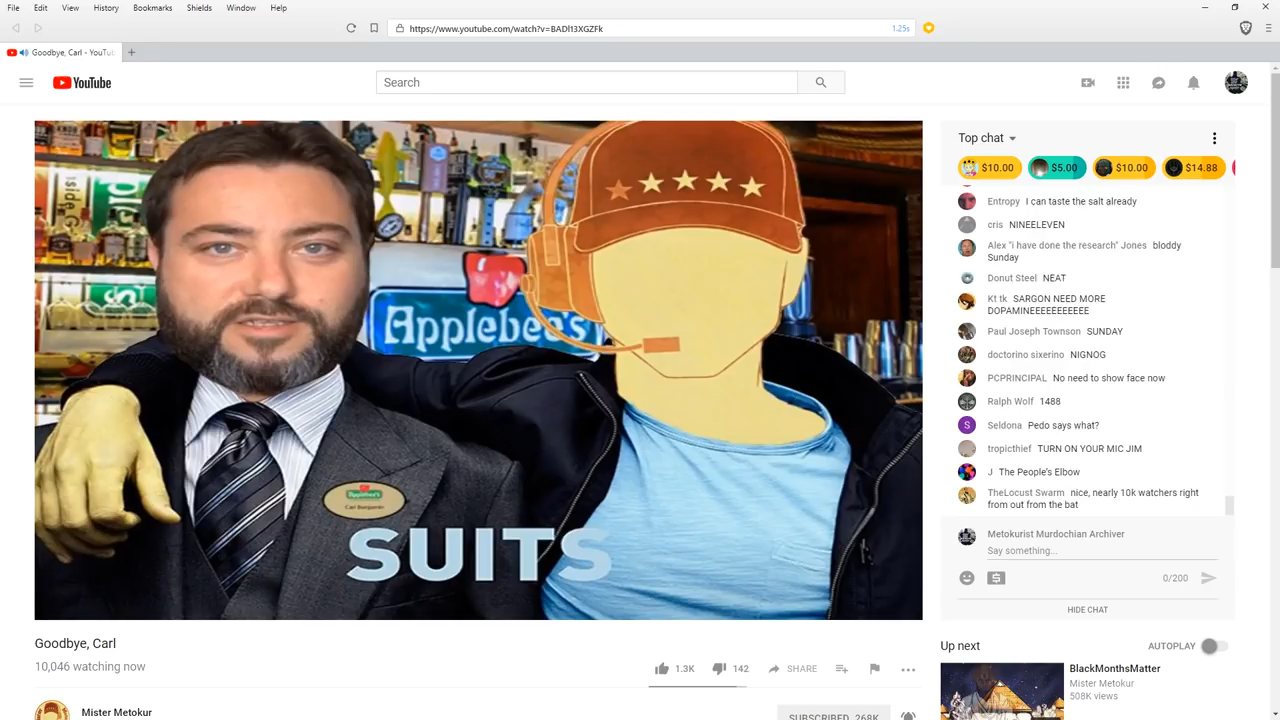 File Edit View History Bookmarks Shields Window Help
https://www.youtube.com/watch?v=BADl13XGZFk 1.25s
Goodbye, Carl - YouTub
YouTube
Search
Top chat
$10.00 $5.00 $10.00 $14.88
Entropy I can taste the salt already
cris NINEELEVEN
Alex "i have done the research" Jones bloddy
Sunday
Donut Steel NEAT
Kt tk SARGON NEED MORE
DOPAMINEEEEEEEEEEE
Paul Joseph Townson SUNDAY
doctorino sixerino NIGNOG
PCPRINCIPAL No need to show face now
Ralph Wolf 1488
Seldona Pedo says what?
S
tropicthief TURN ON YOUR MIC JIM
J The People's Elbow
TheLocust Swarm nice, nearly 10k watchers right
from out from the bat
Metokurist Murdochian Archiver
Say something...
0/200
HIDE CHAT
Applebee's
Applebee's
Carl Benjamin
SUITS
Goodbye, Carl
10,046 watching now
1.3K 142 SHARE
Mister Metokur
SUBSCRIBED 268K
Up next AUTOPLAY
BlackMonthsMatter
Mister Metokur
508K views